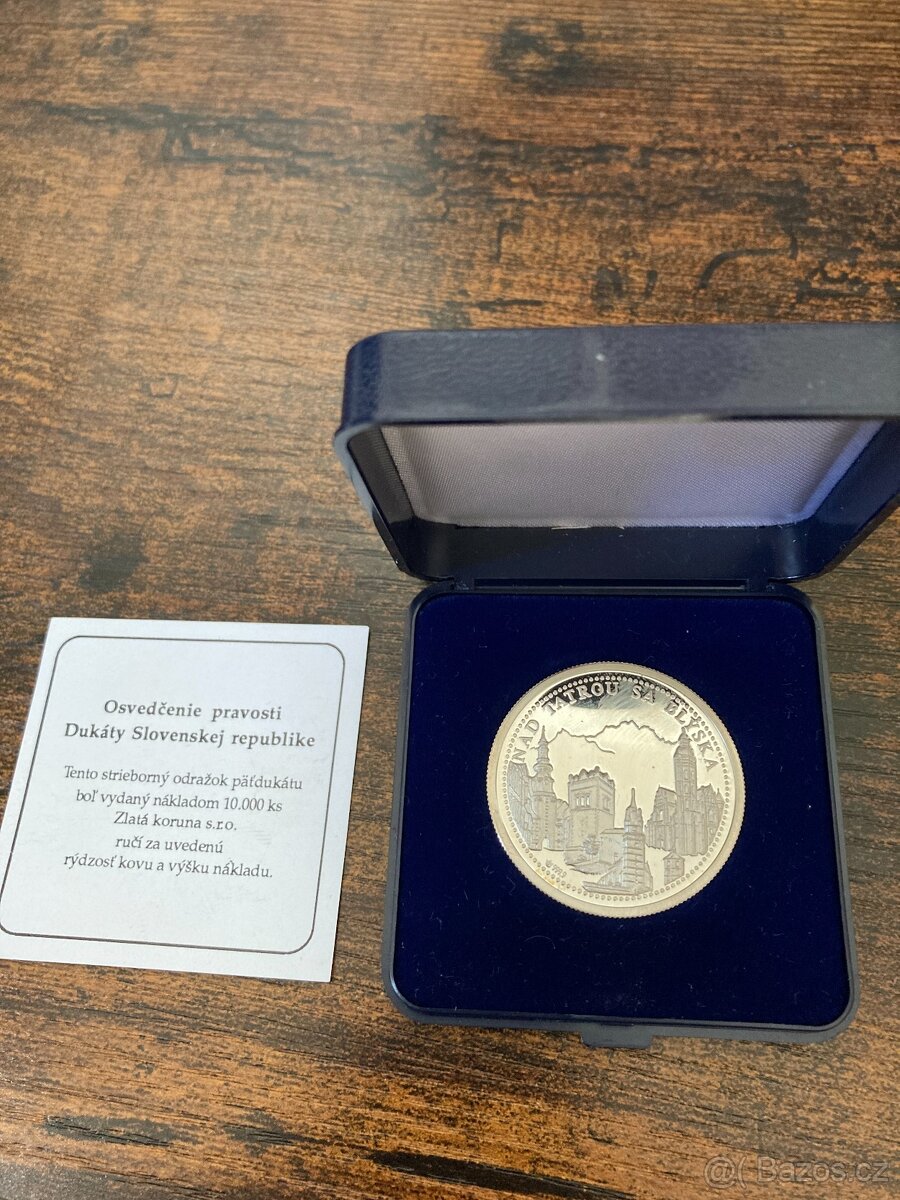 Osvedčenie pravosti
Dukáty Slovenskej republike
Tento strieborný odražok päťdukátu
bol' vydaný nákladom 10.000 ks
Zlatá koruna s.r.o.
ručí za uvedenú
rýdzosť kovu a výšku nákladu.
NAD TATROU SA BLÝSKA
999
@( Bazos.cz